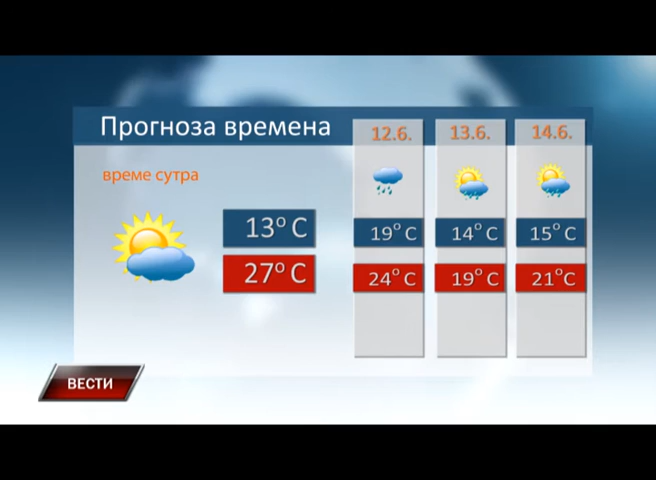 Прогноза времена
време сутра
13°C
27°C
12.6.
19°C
24°C
13.6.
14°C
19°C
14.6.
15°C
21°C
ВЕСТИ